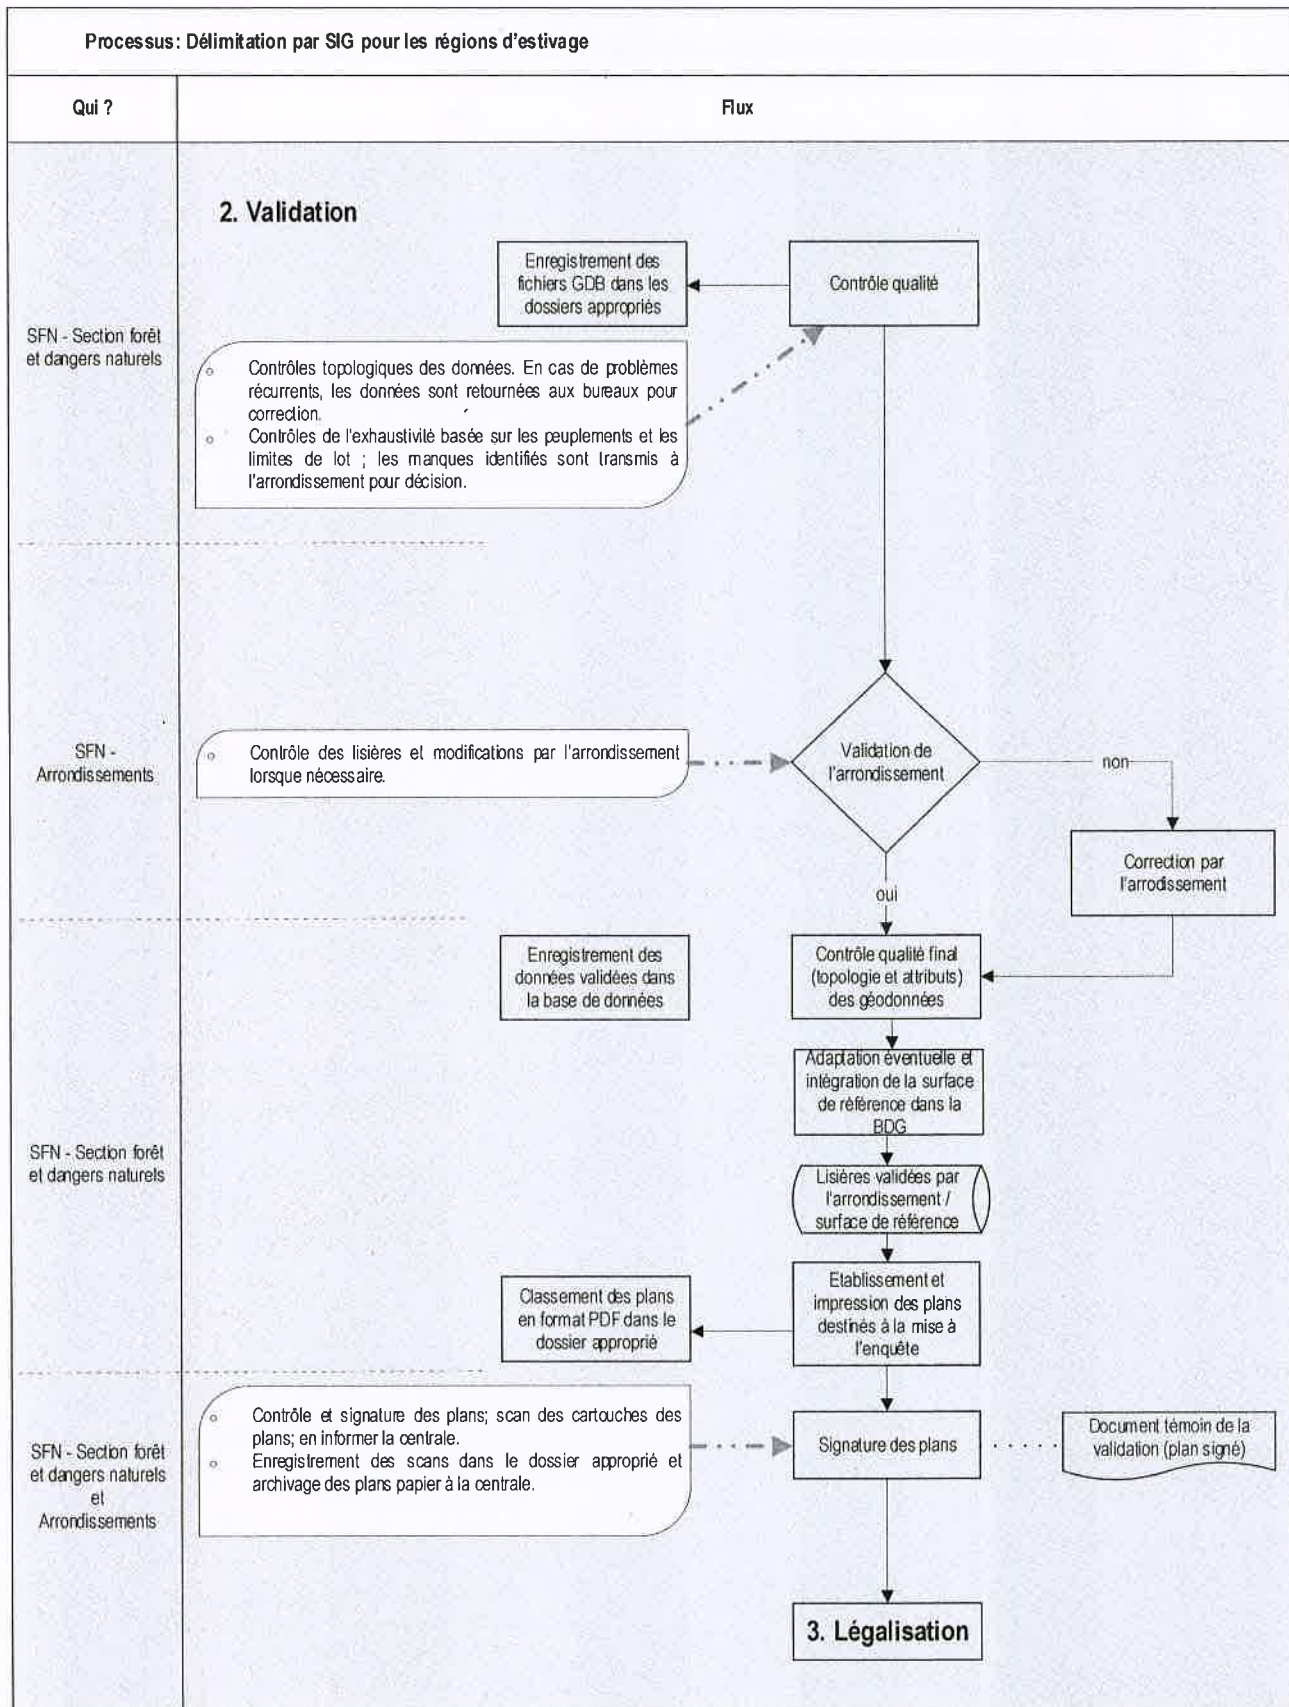 Processus: Délimitation par SIG pour les régions d'estivage
Qui ?
Flux
2. Validation
Enregistrement des
fichiers GDB dans les
dossiers appropriés
Contrôle qualité
SFN - Section forêt
et dangers naturels
o Contrôles topologiques des données. En cas de problèmes
récurrents, les données sont retournées aux bureaux pour
correction.
o Contrôles de l'exhaustivité basée sur les peuplements et les
limites de lot ; les manques identifiés sont transmis à
l'arrondissement pour décision.
SFN -
Arrondissements
o Contrôle des lisières et modifications par l'arrondissement
lorsque nécessaire.
Validation de
l'arrondissement
non
Correction par
l'arrodissement
oui
Enregistrement des
données validées dans
la base de données
Contrôle qualité final
(topologie et attributs)
des géodonnées
Adaptation éventuelle et
intégration de la surface
de référence dans la
BDG
SFN - Section forêt
et dangers naturels
Lisières validées par
l'arrondissement /
surface de référence
Classement des plans
en format PDF dans le
dossier approprié
Etablissement et
impression des plans
destinés à la mise à
l'enquête
SFN - Section forêt
et dangers naturels
et
Arrondissements
o Contrôle et signature des plans; scan des cartouches des
plans; en informer la centrale.
o Enregistrement des scans dans le dossier approprié et
archivage des plans papier à la centrale.
Signature des plans
Document témoin de la
validation (plan signé)
3. Légalisation